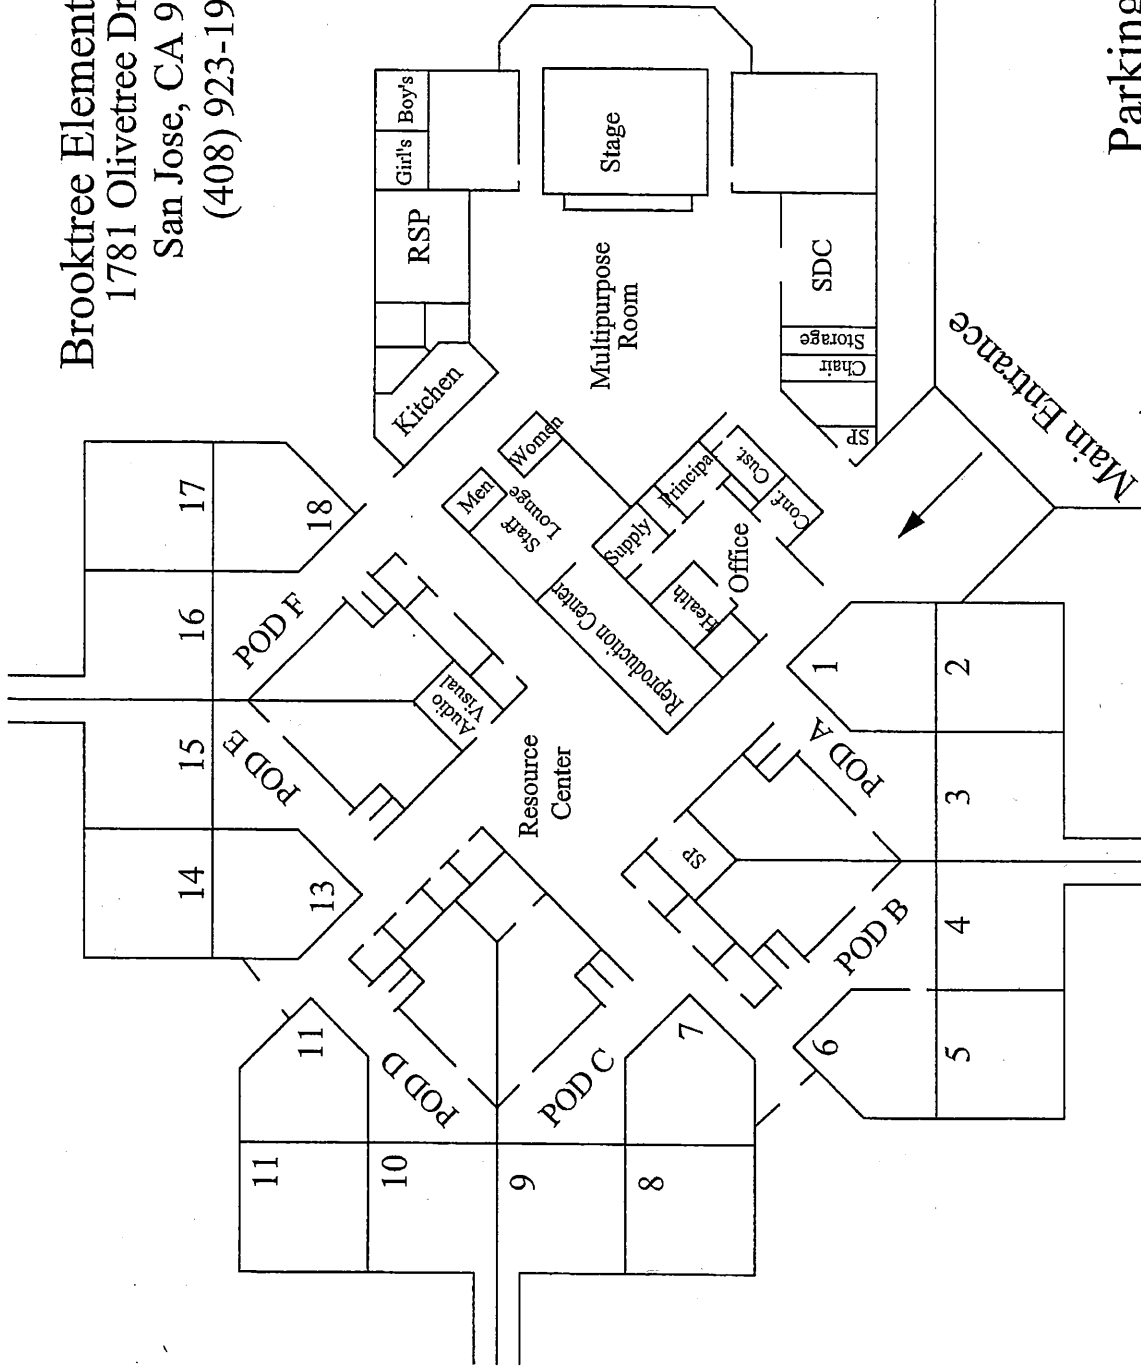 Brooktree Element
1781 Olivetree Dr
San Jose, CA 9
(408) 923-19
Parking
Main Entrance
Boy's
Girl's
RSP
Kitchen
Stage
Multipurpose
Room
SDC
Storage
Chair
SP
Women
Men
Staff
Lounge
Principal
Cust.
Conf.
Supply
Office
Health
Reproduction Center
Resource
Center
Audio
Visual
SP
POD A
1
2
3
POD B
4
5
6
POD C
7
8
9
POD D
10
11
11
POD E
13
14
15
POD F
16
17
18